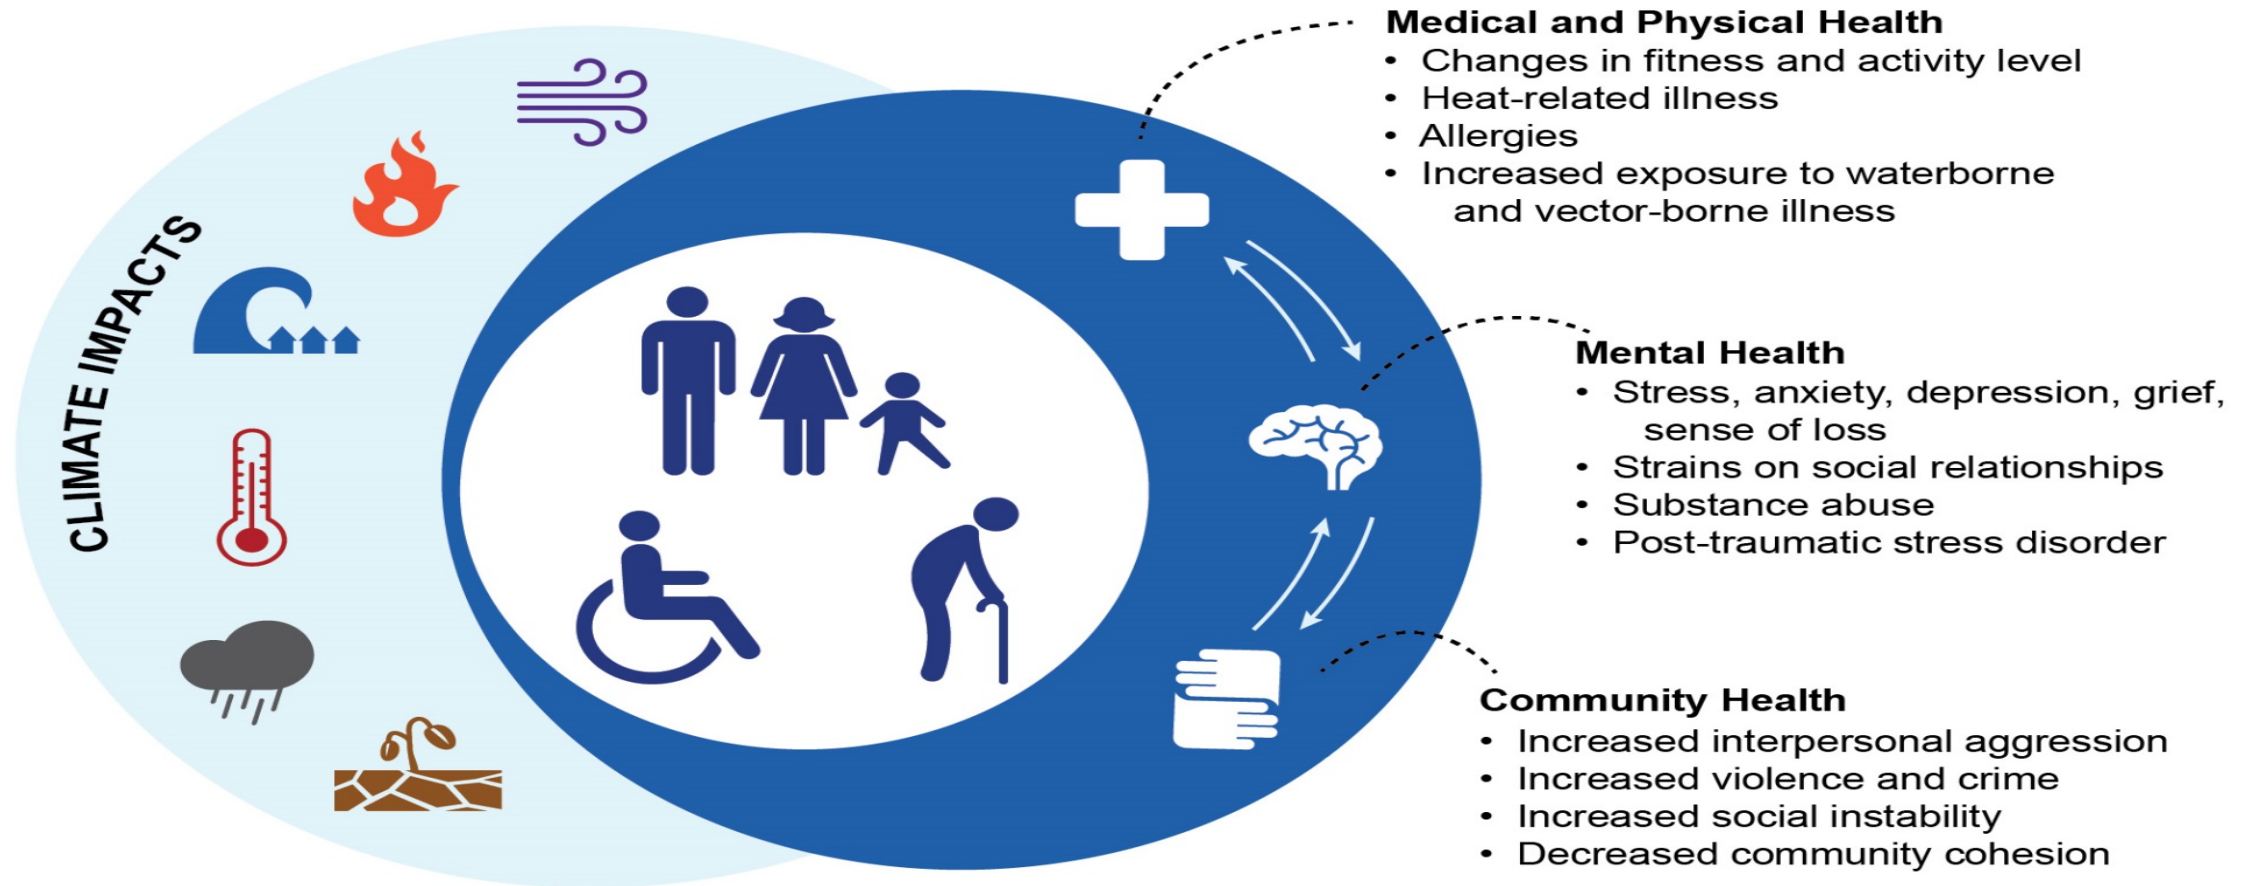 CLIMATE IMPACTS
Medical and Physical Health
• Changes in fitness and activity level
• Heat-related illness
• Allergies
• Increased exposure to waterborne
and vector-borne illness
Mental Health
• Stress, anxiety, depression, grief,
sense of loss
• Strains on social relationships
• Substance abuse
• Post-traumatic stress disorder
Community Health
• Increased interpersonal aggression
• Increased violence and crime
• Increased social instability
• Decreased community cohesion